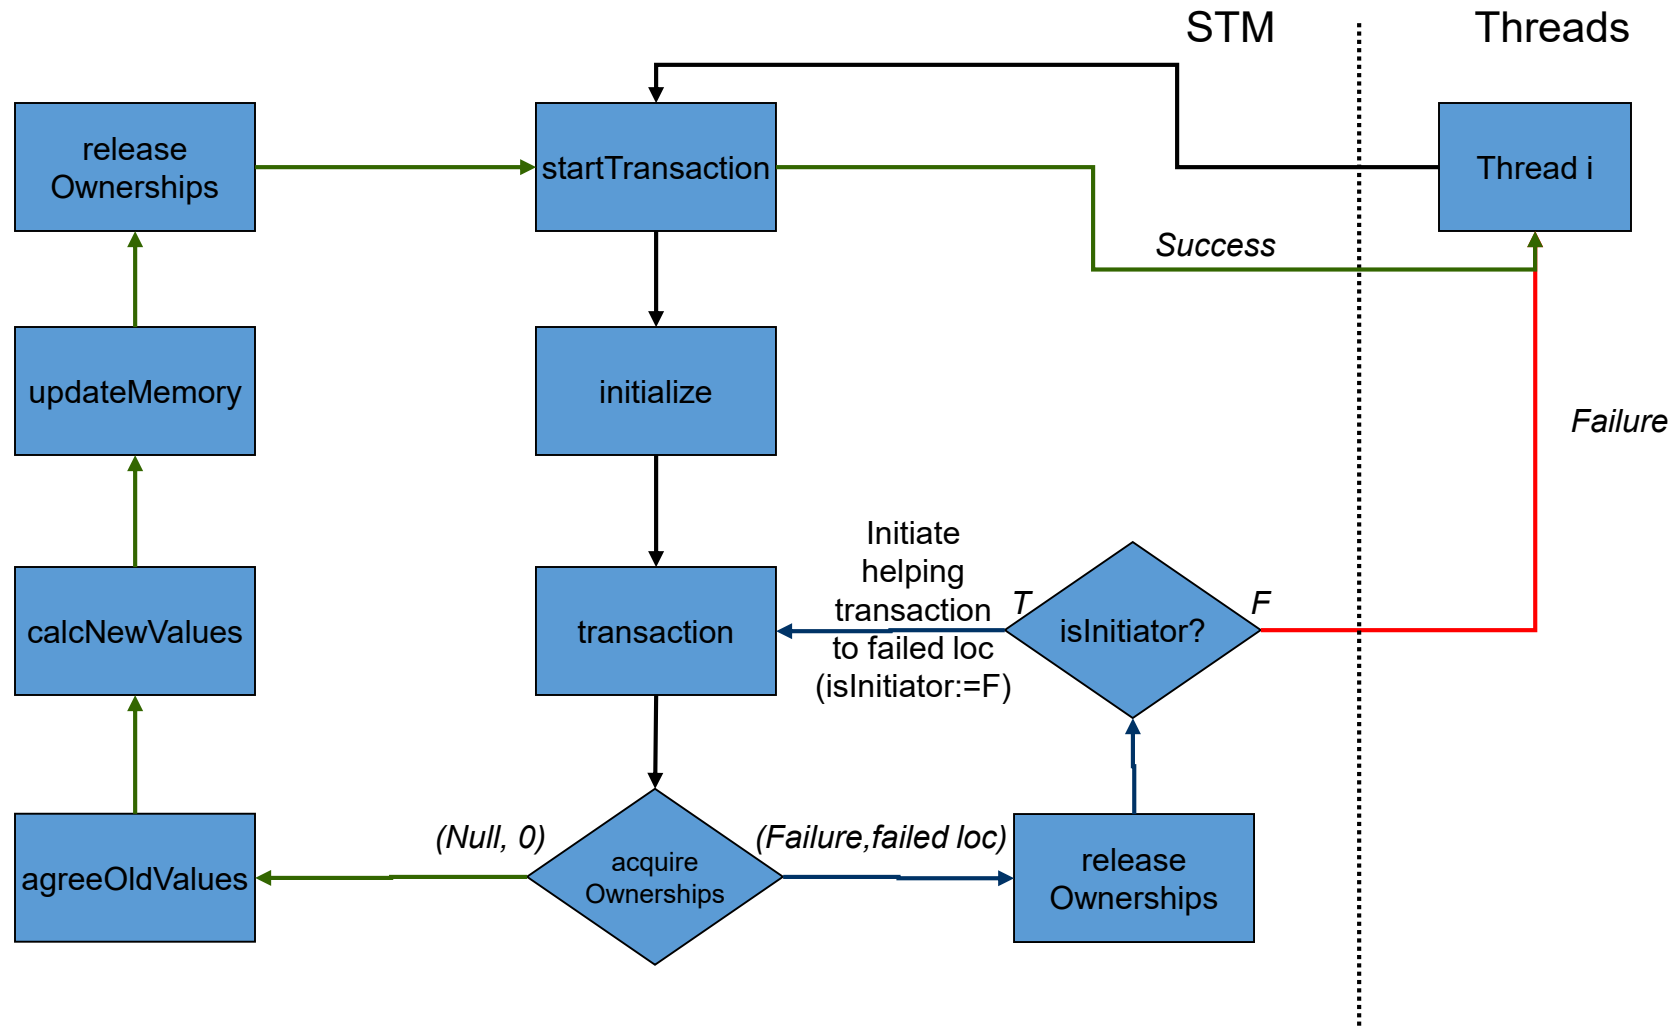 STM
Threads
release
Ownerships
startTransaction
Thread i
Success
updateMemory
initialize
Failure
Initiate
helping
transaction
to failed loc
(isInitiator:=F)
T
F
calcNewValues
transaction
isInitiator?
(Null, 0)
(Failure,failed loc)
agreeOldValues
acquire
Ownerships
release
Ownerships